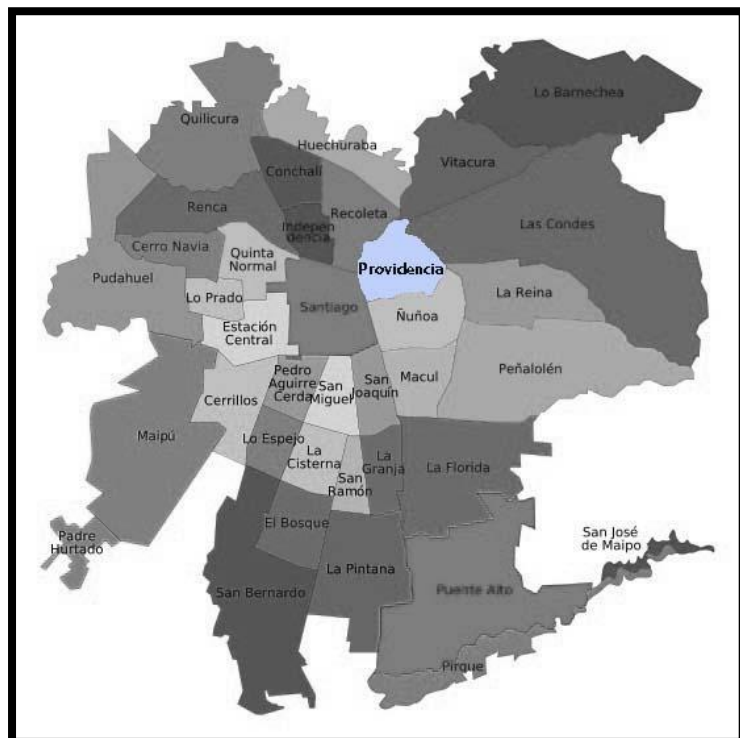 Lo Barnechea
Quilicura
Huechuraba
Vitacura
Conchalí
Renca
Recoleta
Indepen
dencia
Las Condes
Cerro Navia
Quinta
Normal
Providencia
Pudahuel
Lo Prado
La Reina
Santiago
Ñuñoa
Estación
Central
Pedro
Aguirre
Cerda
San
Miguel
San
Joaquín
Macul
Peñalolén
Cerrillos
Maipú
Lo Espejo
La
Cisterna
La
Granja
La Florida
San
Ramón
El Bosque
Padre
Hurtado
San José
de Maipo
La Pintana
San Bernardo
Puente Alto
Pirque